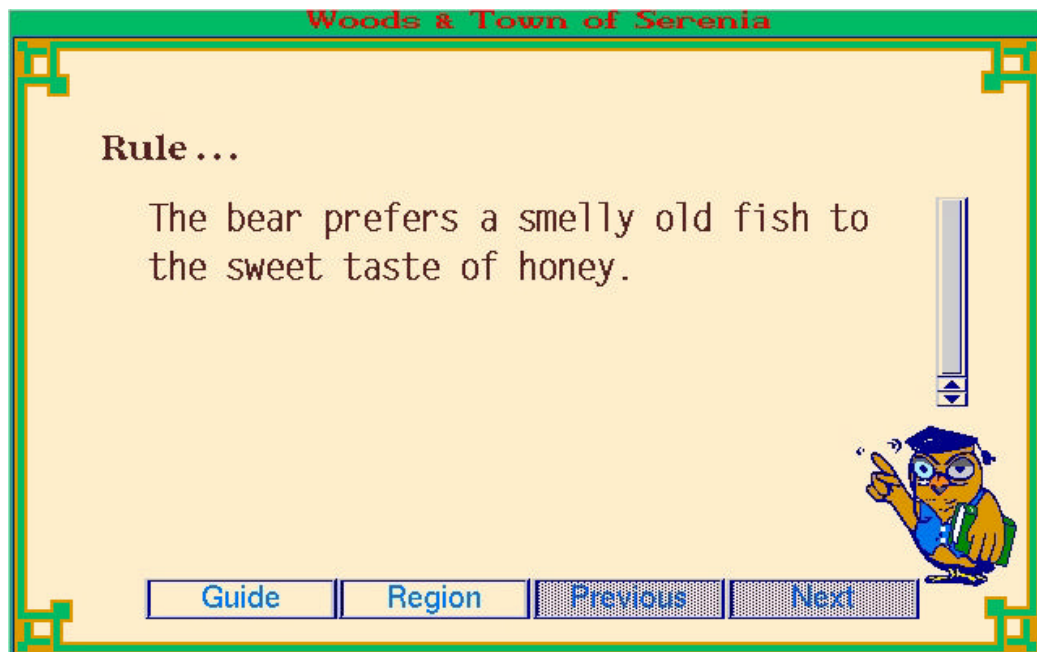 Woods & Town of Serenia
Rule...
The bear prefers a smelly old fish to
the sweet taste of honey.
Guide
Region
Previous
Next